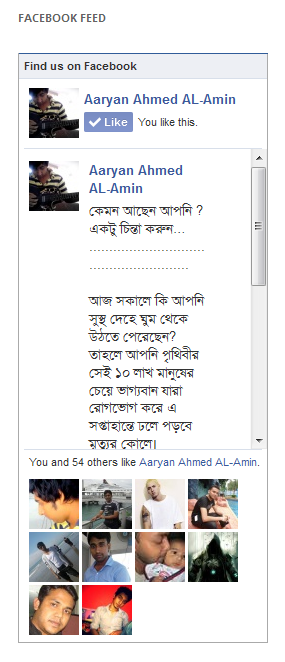 FACEBOOK FEED
Find us on Facebook
Aaryan Ahmed AL-Amin
Like You like this.
Aaryan Ahmed
AL-Amin
কেমন আছেন আপনি ?
একটু চিন্তা করুন...
.............................
.........................
আজ সকালে কি আপনি
সুস্থ দেহে ঘুম থেকে
উঠতে পেরেছেন?
তাহলে আপনি পৃথিবীর
সেই ১০ লাখ মানুষের
চেয়ে ভাগ্যবান যারা
রোগভোগ করে এ
সপ্তাহান্তে ঢলে পড়বে
মৃত্যুর কোলে।
You and 54 others like Aaryan Ahmed AL-Amin.